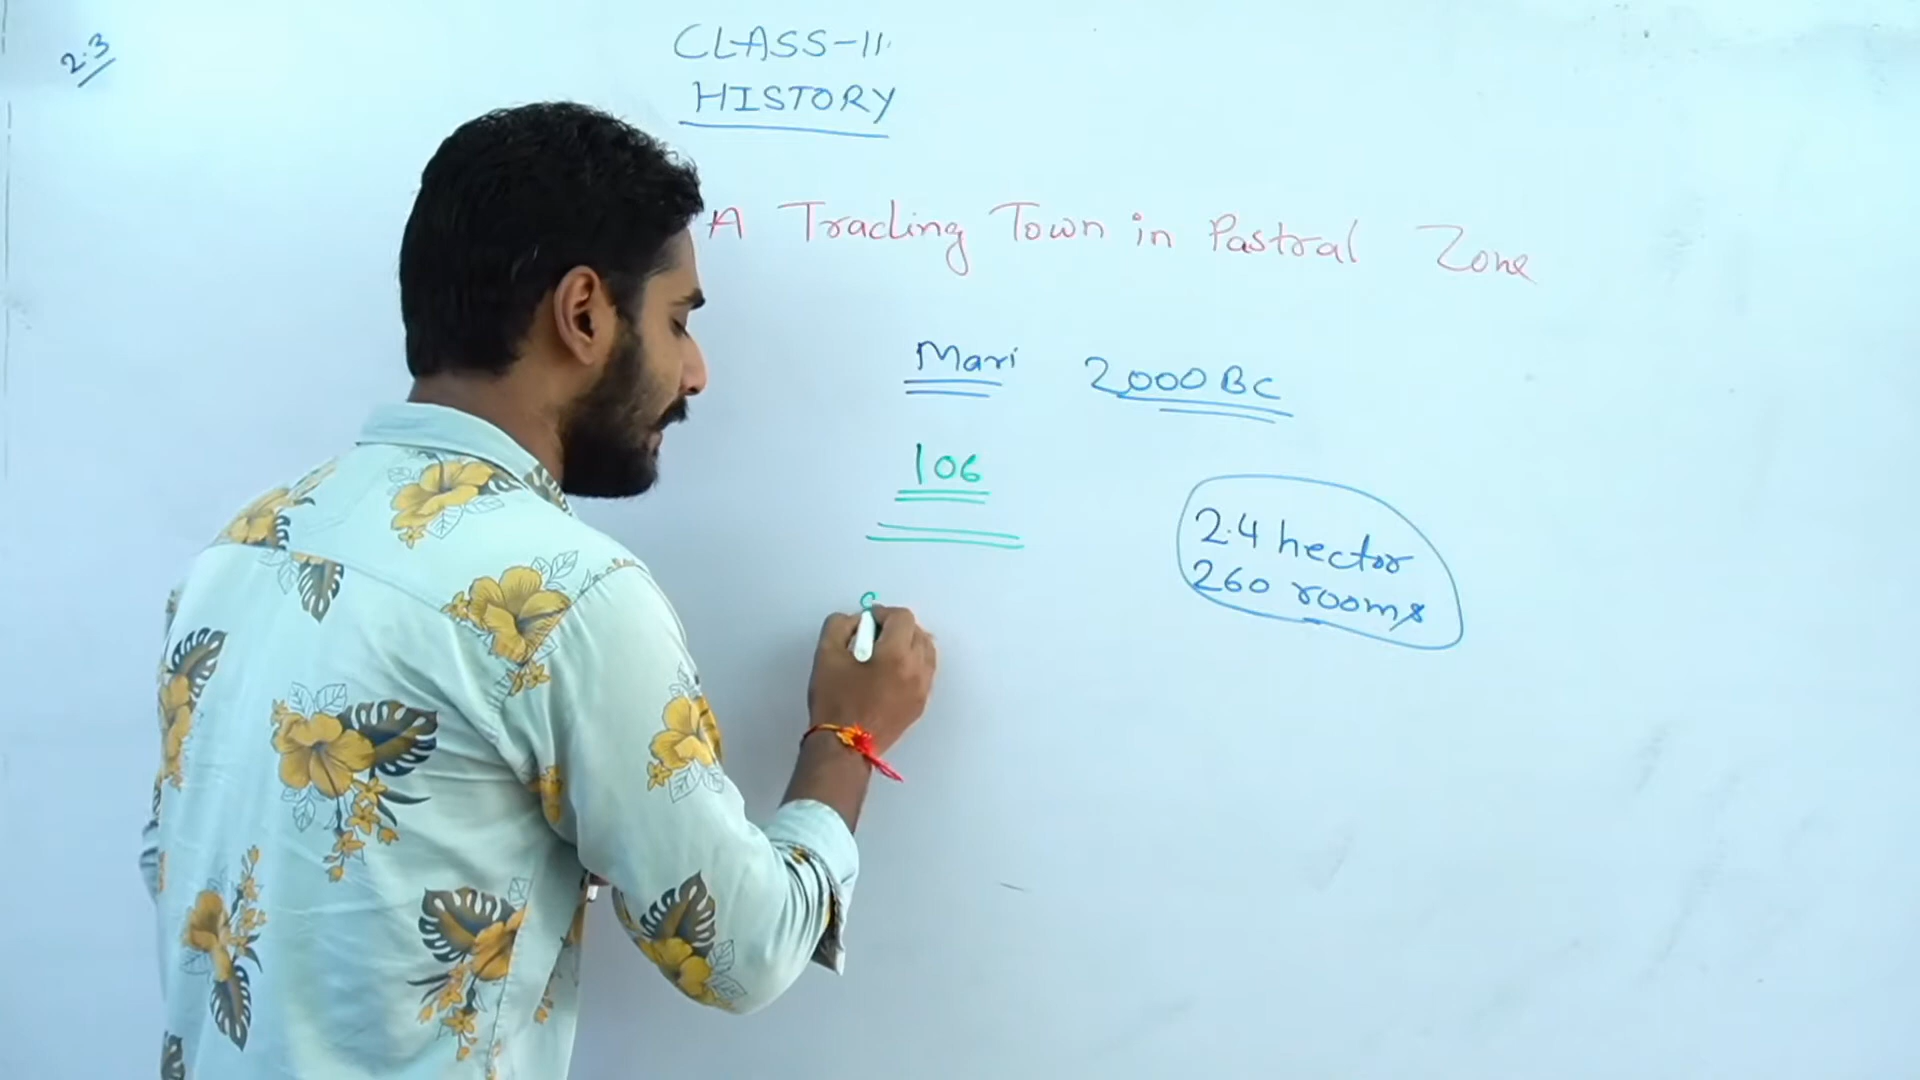 2.3
CLASS-11
HISTORY
A Trading Town in Pastral Zone
Mari 2000 BC
106
2.4 hector
260 rooms